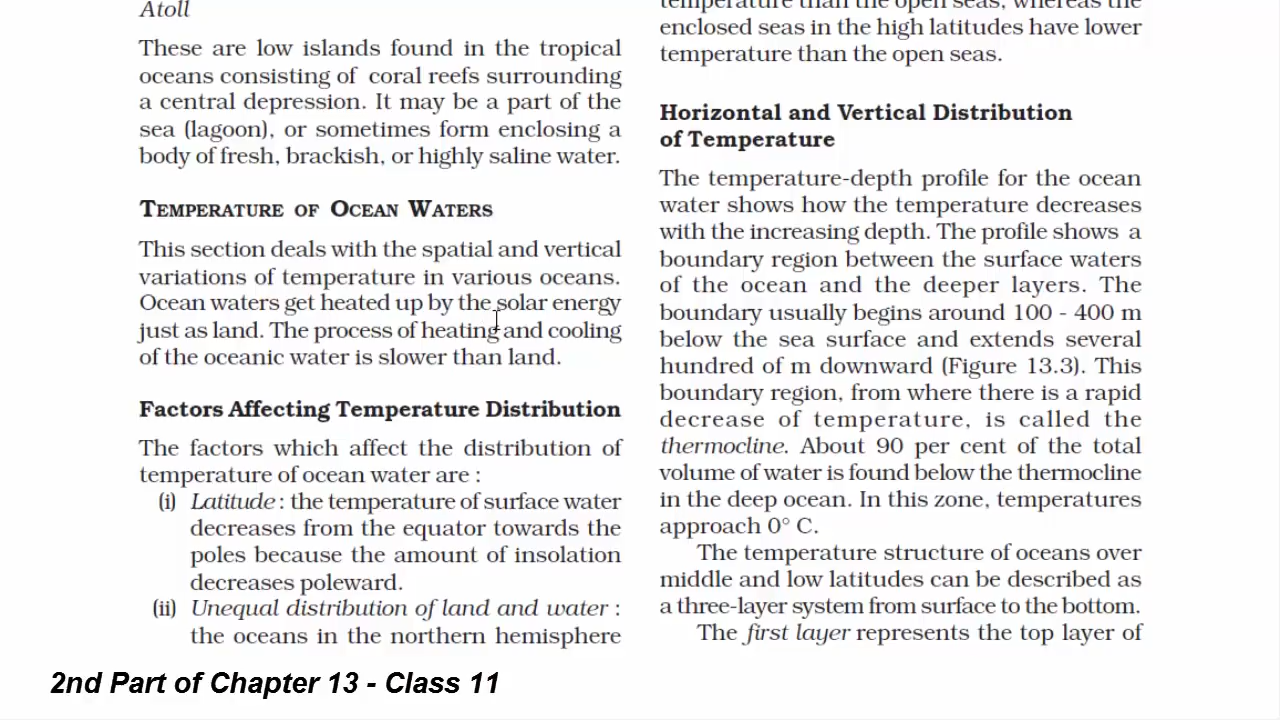 Atoll
These are low islands found in the tropical
oceans consisting of coral reefs surrounding
a central depression. It may be a part of the
sea (lagoon), or sometimes form enclosing a
body of fresh, brackish, or highly saline water.
TEMPERATURE OF OCEAN WATERS
This section deals with the spatial and vertical
variations of temperature in various oceans.
Ocean waters get heated up by the solar energy
just as land. The process of heating and cooling
of the oceanic water is slower than land.
Factors Affecting Temperature Distribution
The factors which affect the distribution of
temperature of ocean water are :
(i) Latitude : the temperature of surface water
decreases from the equator towards the
poles because the amount of insolation
decreases poleward.
(ii) Unequal distribution of land and water :
the oceans in the northern hemisphere
temperature than the open seas, whereas the
enclosed seas in the high latitudes have lower
temperature than the open seas.
Horizontal and Vertical Distribution
of Temperature
The temperature-depth profile for the ocean
water shows how the temperature decreases
with the increasing depth. The profile shows a
boundary region between the surface waters
of the ocean and the deeper layers. The
boundary usually begins around 100 - 400 m
below the sea surface and extends several
hundred of m downward (Figure 13.3). This
boundary region, from where there is a rapid
decrease of temperature, is called the
thermocline. About 90 per cent of the total
volume of water is found below the thermocline
in the deep ocean. In this zone, temperatures
approach 0° C.
The temperature structure of oceans over
middle and low latitudes can be described as
a three-layer system from surface to the bottom.
The first layer represents the top layer of
2nd Part of Chapter 13 - Class 11